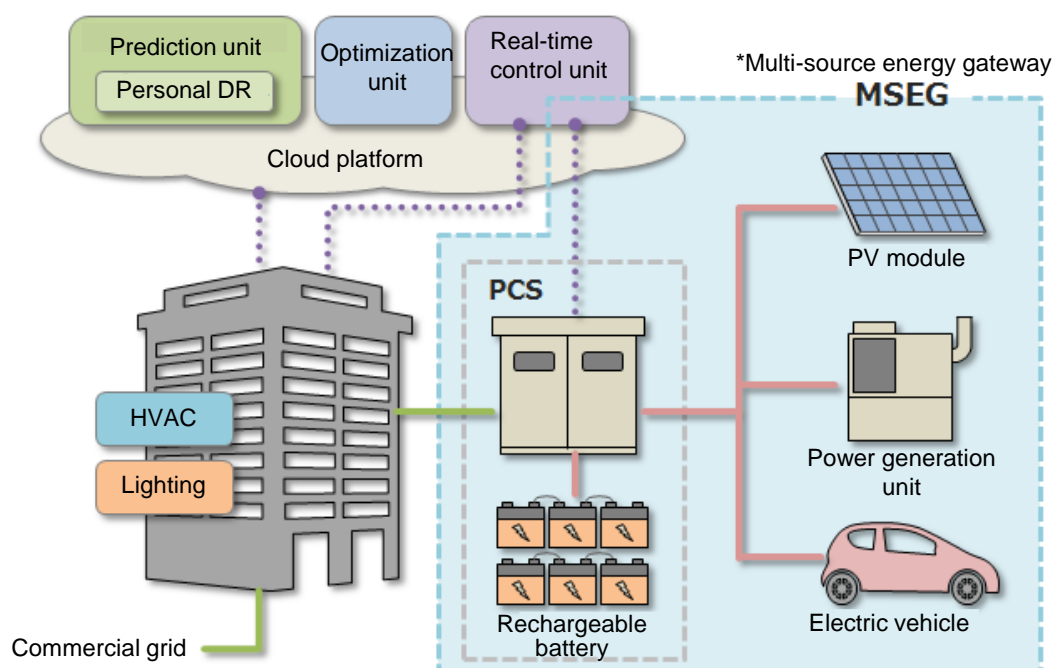 Prediction unit
Personal DR
Optimization
unit
Real-time
control unit
*Multi-source energy gateway
MSEG
Cloud platform
PV module
PCS
HVAC
Lighting
Power generation
unit
Rechargeable
battery
Electric vehicle
Commercial grid